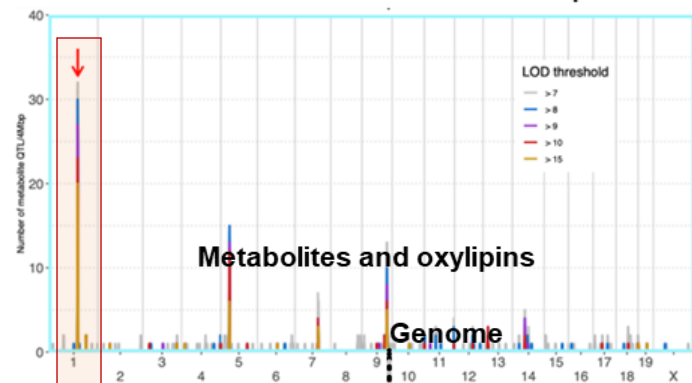 40
LOD threshold
>7
>8
>9
>10
>15
30
20
10
0
Number of metabolite QTL/4Mbp
Metabolites and oxylipins
Genome
1 3 5 7 9 11 13 15 17 19
2 4 6 8 10 12 14 16 18 X